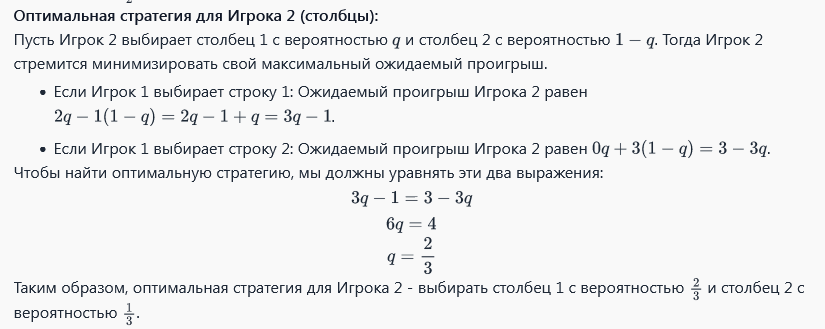 Оптимальная стратегия для Игрока 2 (столбцы):
Пусть Игрок 2 выбирает столбец 1 с вероятностью q и столбец 2 с вероятностью 1 − q. Тогда Игрок 2
стремится минимизировать свой максимальный ожидаемый проигрыш.
• Если Игрок 1 выбирает строку 1: Ожидаемый проигрыш Игрока 2 равен
2q − 1(1 − q) = 2q − 1 + q = 3q − 1.
• Если Игрок 1 выбирает строку 2: Ожидаемый проигрыш Игрока 2 равен 0q + 3(1 − q) = 3 − 3q.
Чтобы найти оптимальную стратегию, мы должны уравнять эти два выражения:
3q − 1 = 3 − 3q
6q = 4
q = 2/3
Таким образом, оптимальная стратегия для Игрока 2 - выбирать столбец 1 с вероятностью 2/3 и столбец 2 с
вероятностью 1/3.